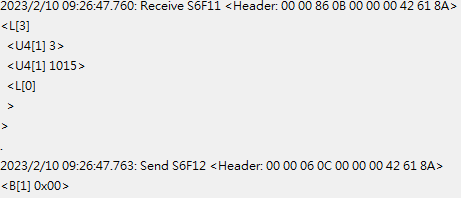 2023/2/10 09:26:47.760: Receive S6F11 <Header: 00 00 86 0B 00 00 00 42 61 8A>
<L[3]
<U4[1] 3>
<U4[1] 1015>
<L[0]
>
>
.
2023/2/10 09:26:47.763: Send S6F12 <Header: 00 00 06 0C 00 00 00 42 61 8A>
<B[1] 0x00>